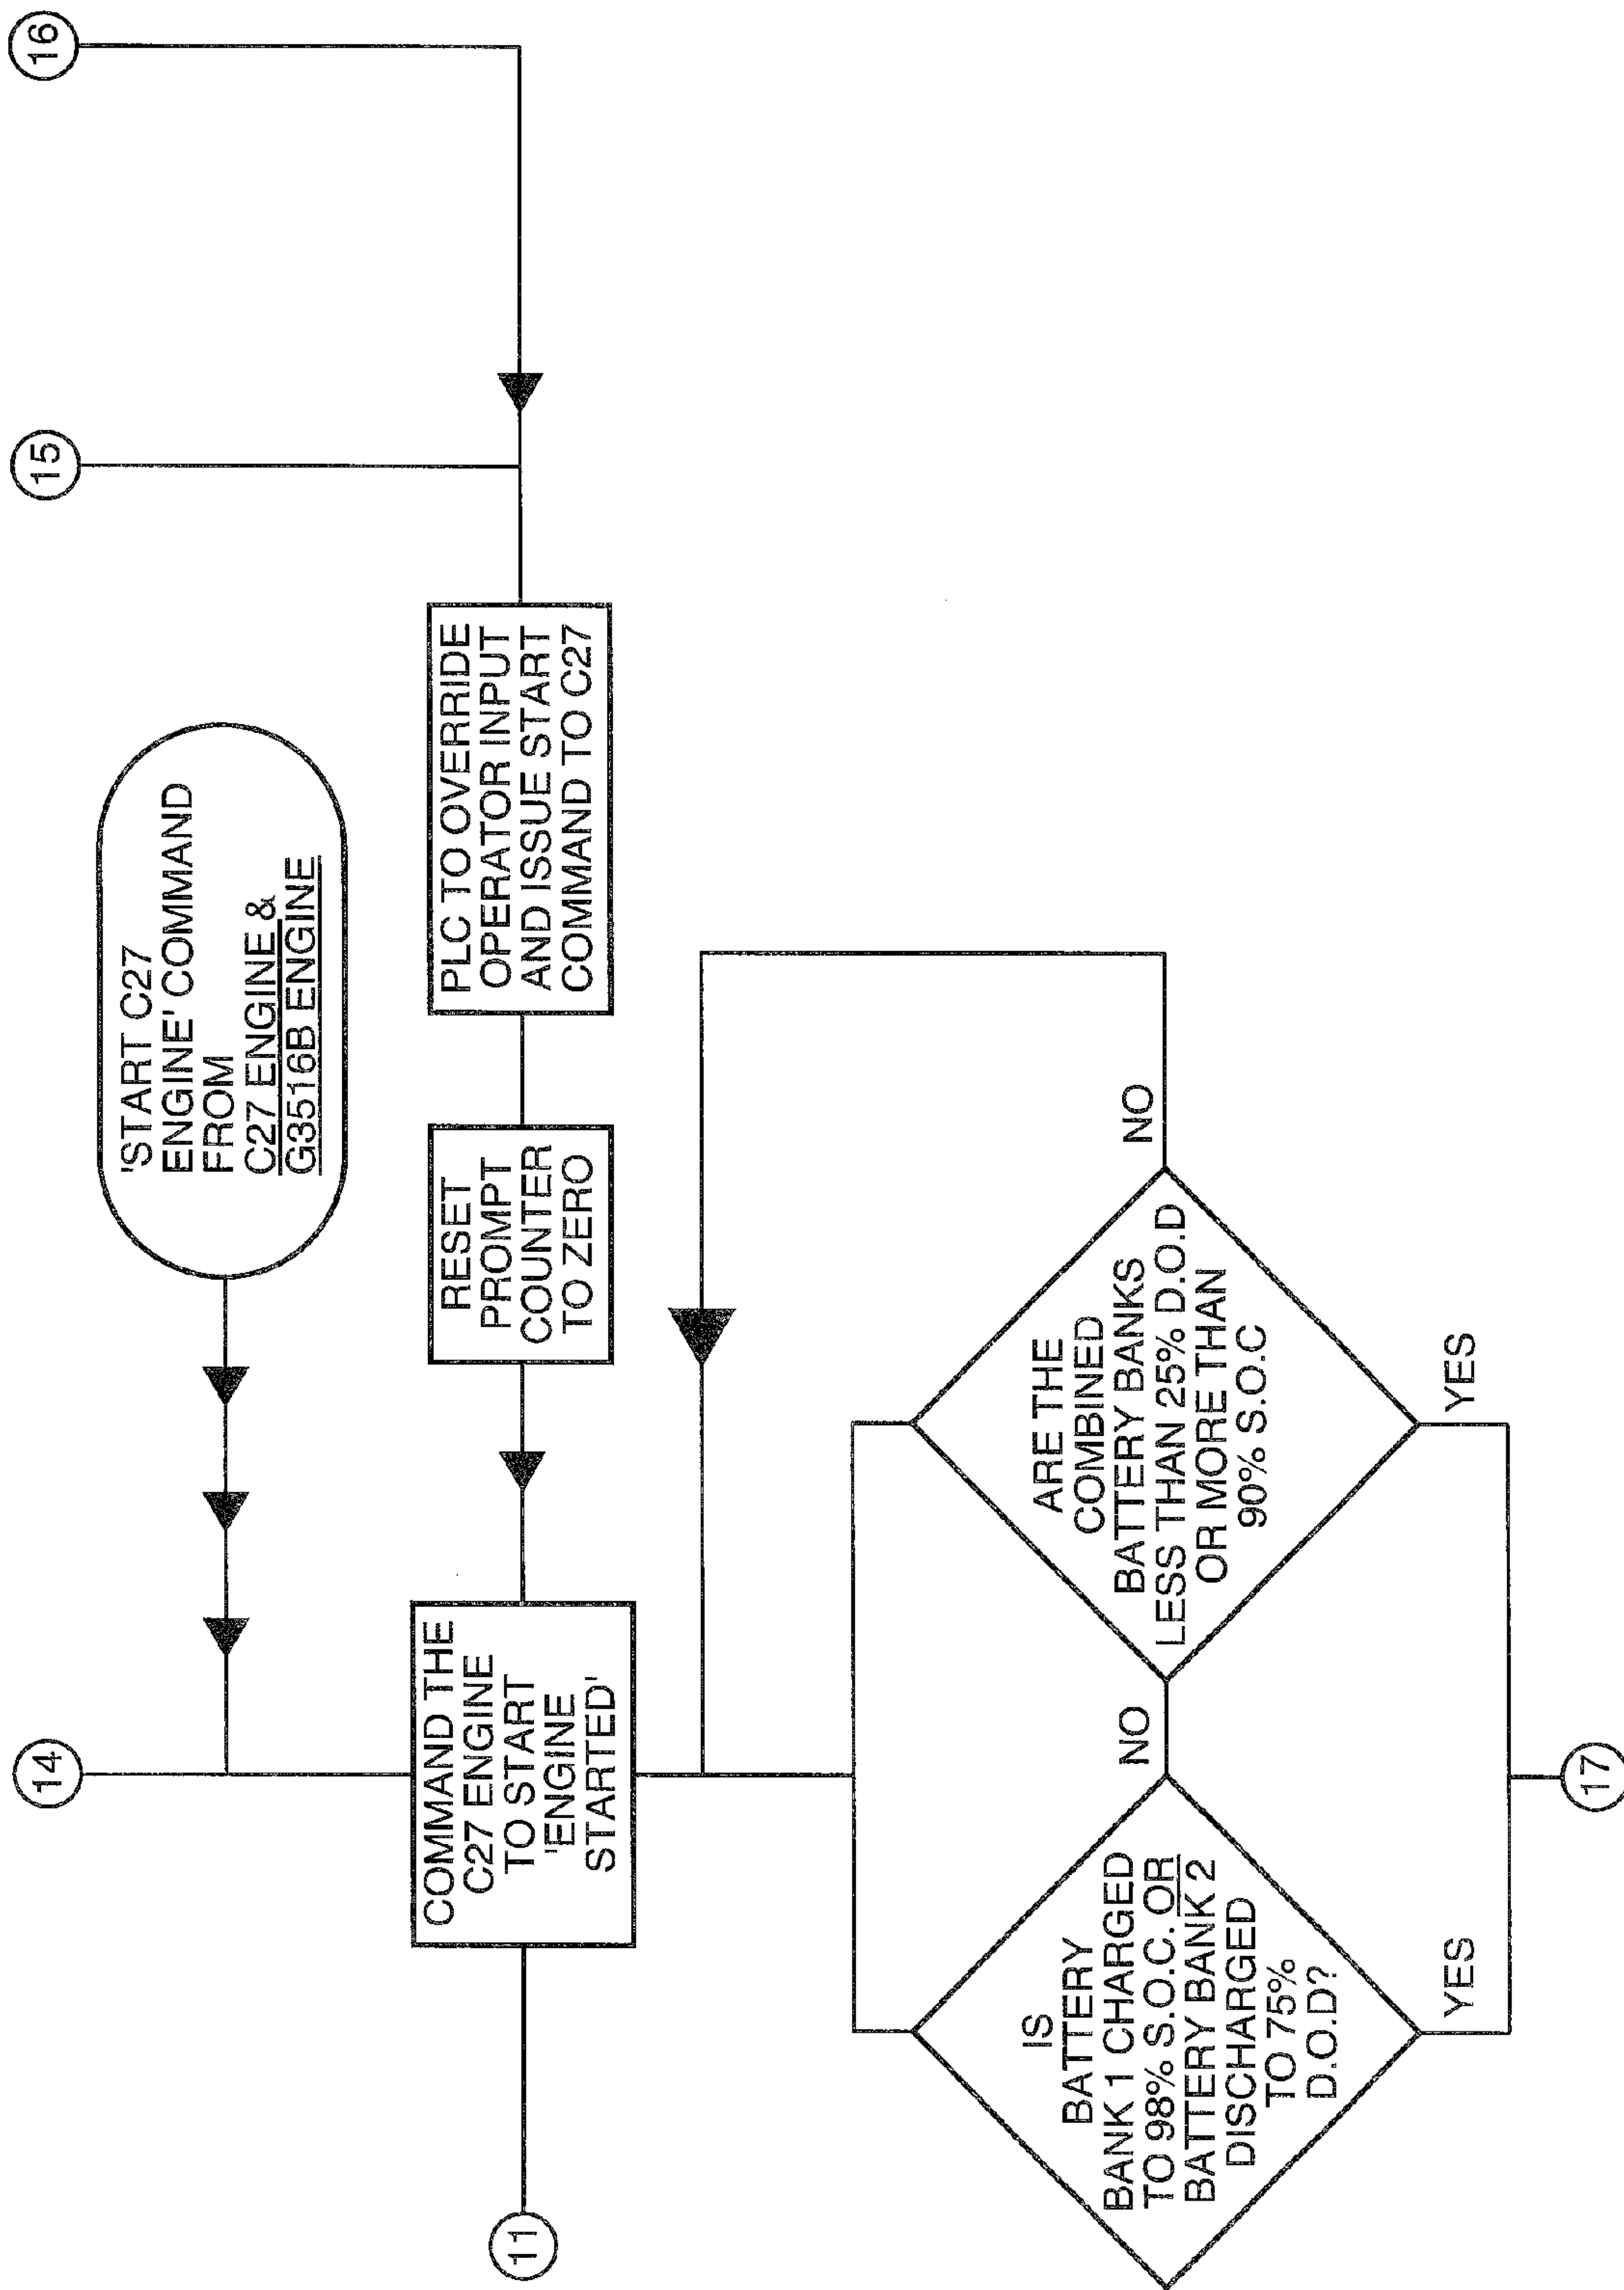 14
15
16
'START C27
ENGINE' COMMAND
FROM
C27 ENGINE &
G3516B ENGINE
11
COMMAND THE
C27 ENGINE
TO START
'ENGINE
STARTED'
RESET
PROMPT
COUNTER
TO ZERO
PLC TO OVERRIDE
OPERATOR INPUT
AND ISSUE START
COMMAND TO C27
IS
BATTERY
BANK 1 CHARGED
TO 98% S.O.C. OR
BATTERY BANK 2
DISCHARGED
TO 75%
D.O.D?
NO
YES
ARE THE
COMBINED
BATTERY BANKS
LESS THAN 25% D.O.D
OR MORE THAN
90% S.O.C
NO
YES
17